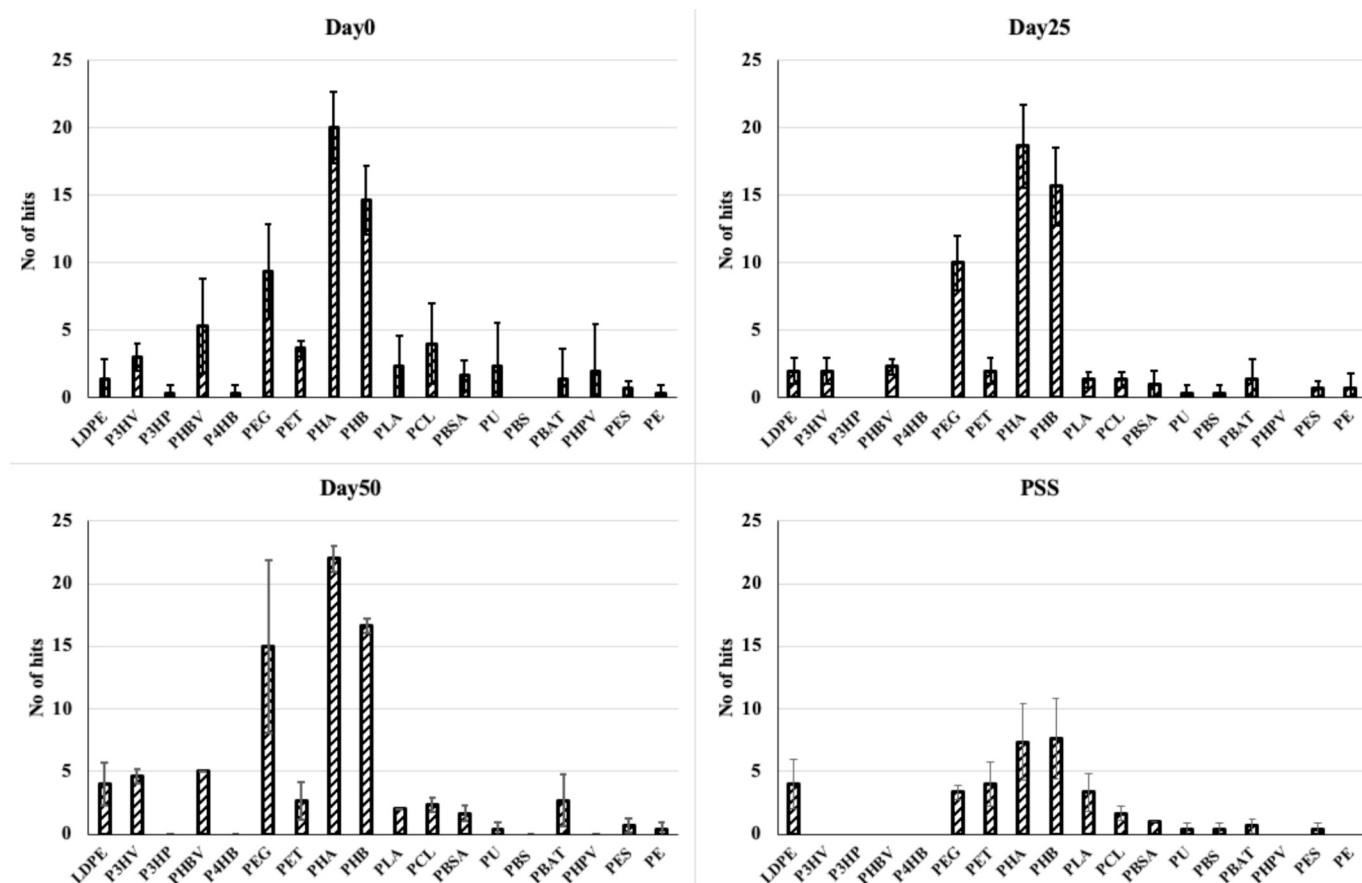 Day0
No of hits
25
20
15
10
5
0
LDPE
P3HV
P3HP
PHBV
P4HB
PEG
PET
PHA
PHB
PLA
PCL
PBSA
PU
PBS
PBAT
PHPV
PES
PE
Day25
No of hits
25
20
15
10
5
0
LDPE
P3HV
P3HP
PHBV
P4HB
PEG
PET
PHA
PHB
PLA
PCL
PBSA
PU
PBS
PBAT
PHPV
PES
PE
Day50
No of hits
25
20
15
10
5
0
LDPE
P3HV
P3HP
PHBV
P4HB
PEG
PET
PHA
PHB
PLA
PCL
PBSA
PU
PBS
PBAT
PHPV
PES
PE
PSS
No of hits
25
20
15
10
5
0
LDPE
P3HV
P3HP
PHBV
P4HB
PEG
PET
PHA
PHB
PLA
PCL
PBSA
PU
PBS
PBAT
PHPV
PES
PE